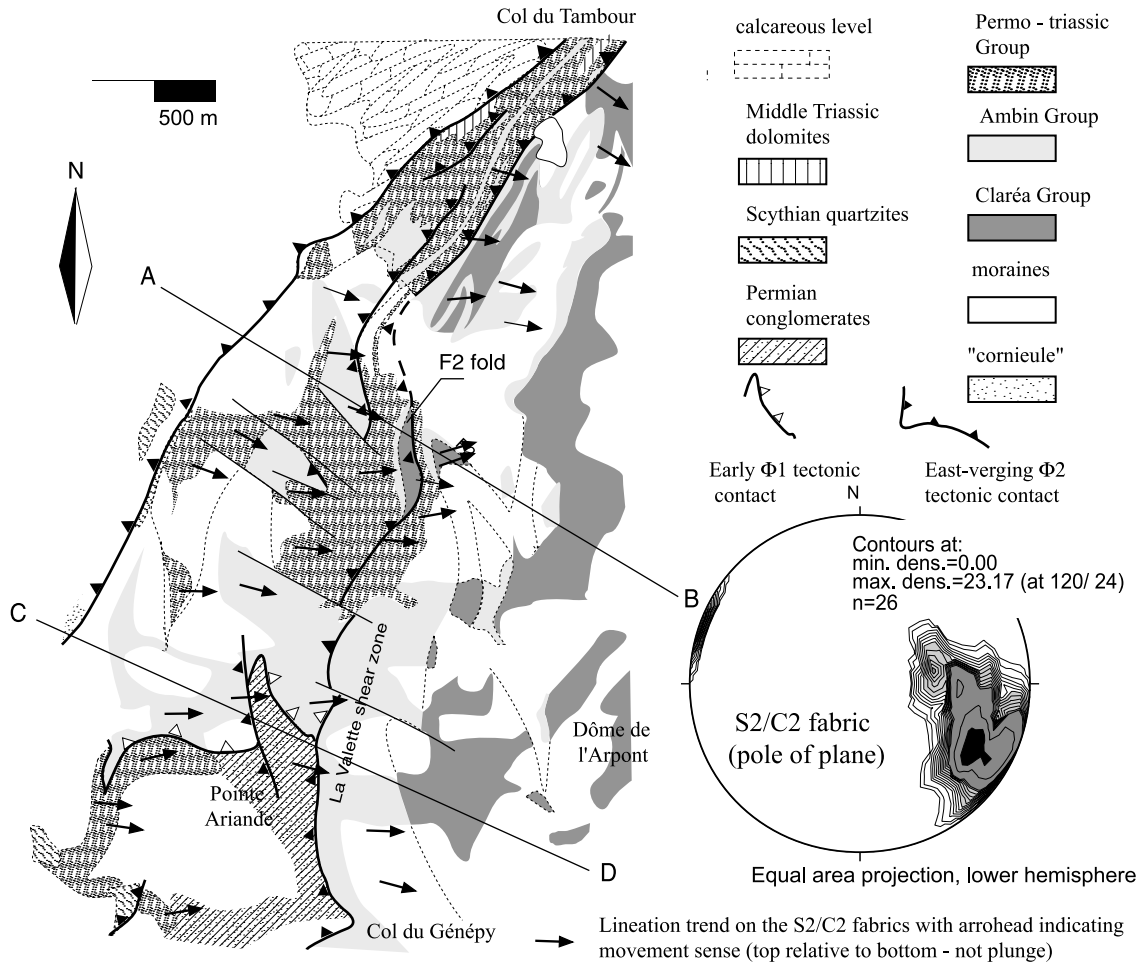 Col du Tambour
500 m
N
A
F2 fold
B
C
La Valette shear zone
Dôme de
l'Arpont
Pointe
Ariande
D
Col du Génépy
calcareous level
Middle Triassic
dolomites
Scythian quartzites
Permian
conglomerates
Early Φ1 tectonic
contact
Permo - triassic
Group
Ambin Group
Claréa Group
moraines
"cornieule"
East-verging Φ2
tectonic contact
N
Contours at:
min. dens.=0.00
max. dens.=23.17 (at 120/ 24)
n=26
S2/C2 fabric
(pole of plane)
Equal area projection, lower hemisphere
Lineation trend on the S2/C2 fabrics with arrohead indicating
movement sense (top relative to bottom - not plunge)